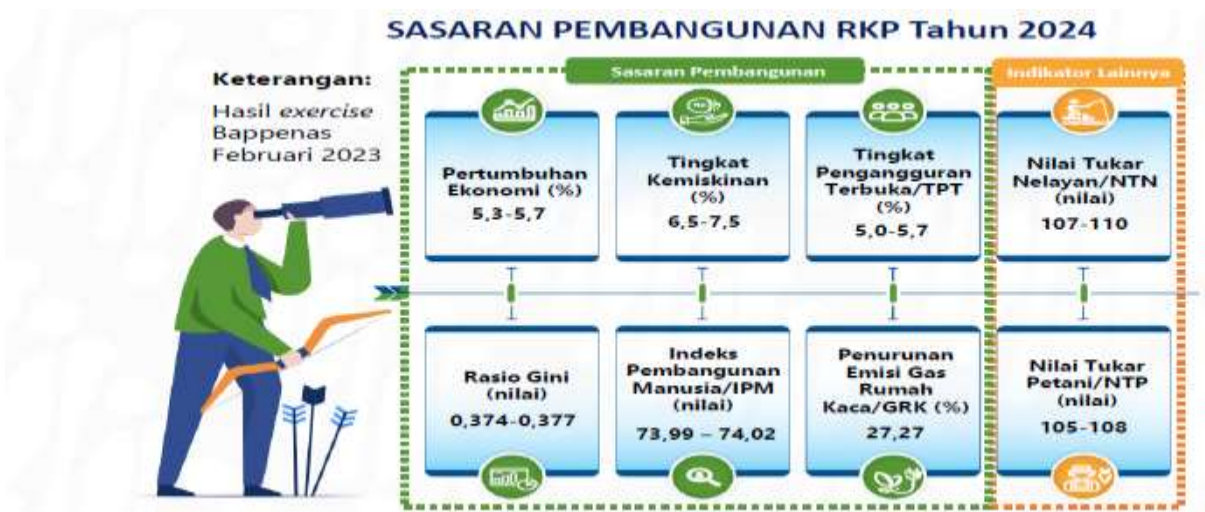 SASARAN PEMBANGUNAN RKP Tahun 2024
Keterangan:
Hasil exercise
Bappenas
Februari 2023
Sasaran Pembangunan
Indikator Lainnya
Pertumbuhan
Ekonomi (%)
5,3-5,7
Tingkat
Kemiskinan
(%)
6,5-7,5
Tingkat
Pengangguran
Terbuka/TPT
(%)
5,0-5,7
Nilai Tukar
Nelayan/NTN
(nilai)
107-110
Rasio Gini
(nilai)
0,374-0,377
Indeks
Pembangunan
Manusia/IPM
(nilai)
73,99 – 74,02
Penurunan
Emisi Gas
Rumah
Kaca/GRK (%)
27,27
Nilai Tukar
Petani/NTP
(nilai)
105-108